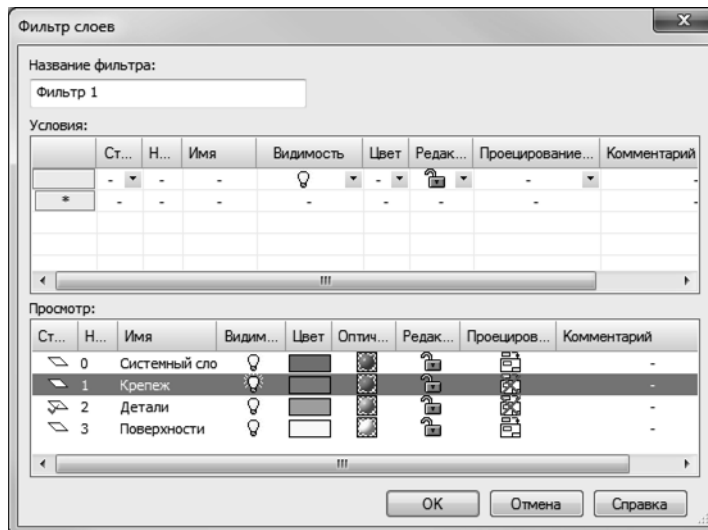 Фильтр слоев
Название фильтра:
Фильтр 1
Условия:
Ст... Н... Имя Видимость Цвет Редак... Проецирование... Комментарий
- - - - - -
* - - - - - - - -
Просмотр:
Ст... Н... Имя Видим... Цвет Оптич... Редак... Проециров... Комментарий
0 Системный сло -
1 Крепеж -
2 Детали -
3 Поверхности -
OK Отмена Справка